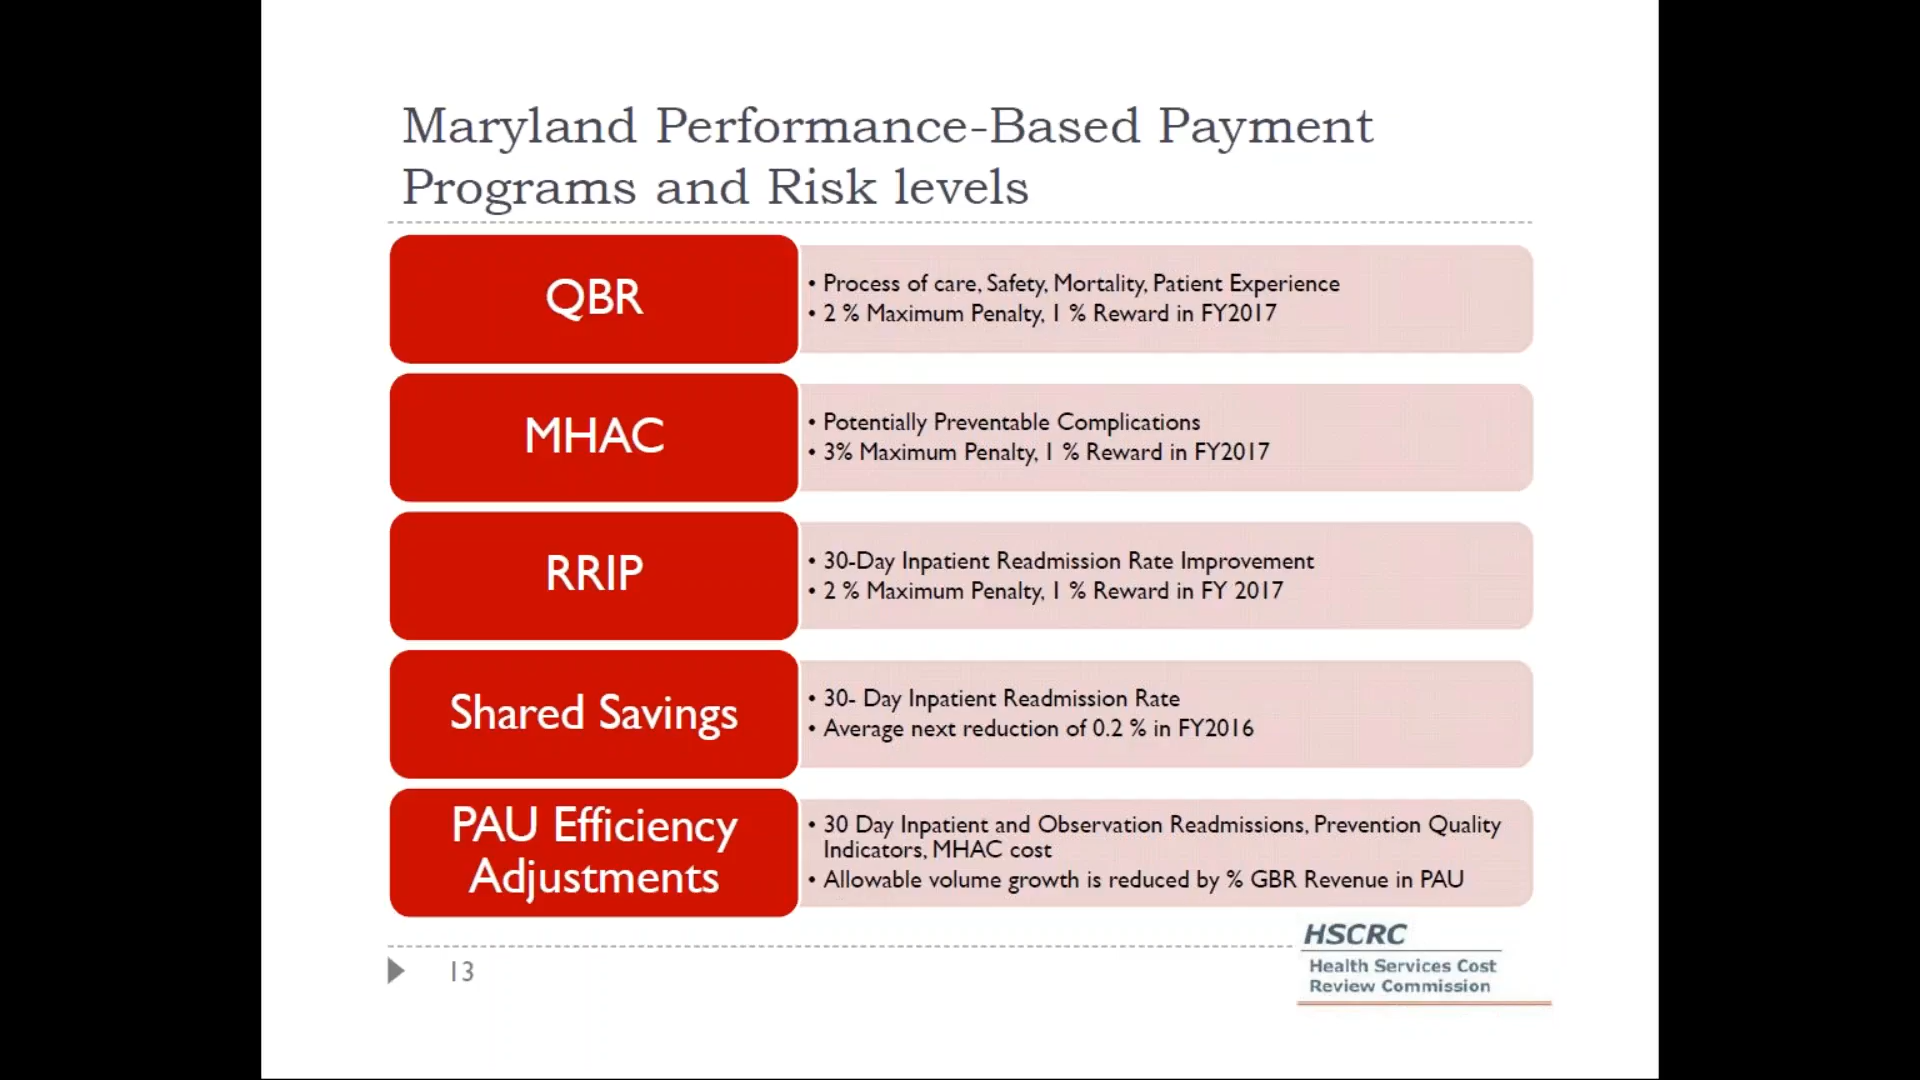 Maryland Performance-Based Payment
Programs and Risk levels
QBR
• Process of care, Safety, Mortality, Patient Experience
• 2 % Maximum Penalty, 1 % Reward in FY2017
MHAC
• Potentially Preventable Complications
• 3% Maximum Penalty, 1 % Reward in FY2017
RRIP
• 30-Day Inpatient Readmission Rate Improvement
• 2 % Maximum Penalty, 1 % Reward in FY 2017
Shared Savings
• 30- Day Inpatient Readmission Rate
• Average next reduction of 0.2 % in FY2016
PAU Efficiency
Adjustments
• 30 Day Inpatient and Observation Readmissions, Prevention Quality
Indicators, MHAC cost
• Allowable volume growth is reduced by % GBR Revenue in PAU
13
HSCRC
Health Services Cost
Review Commission